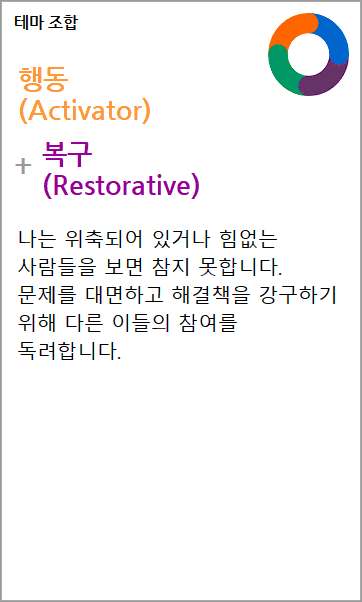 테마 조합
행동
(Activator)
+ 복구
(Restorative)
나는 위축되어 있거나 힘없는
사람들을 보면 참지 못합니다.
문제를 대면하고 해결책을 강구하기
위해 다른 이들의 참여를
독려합니다.